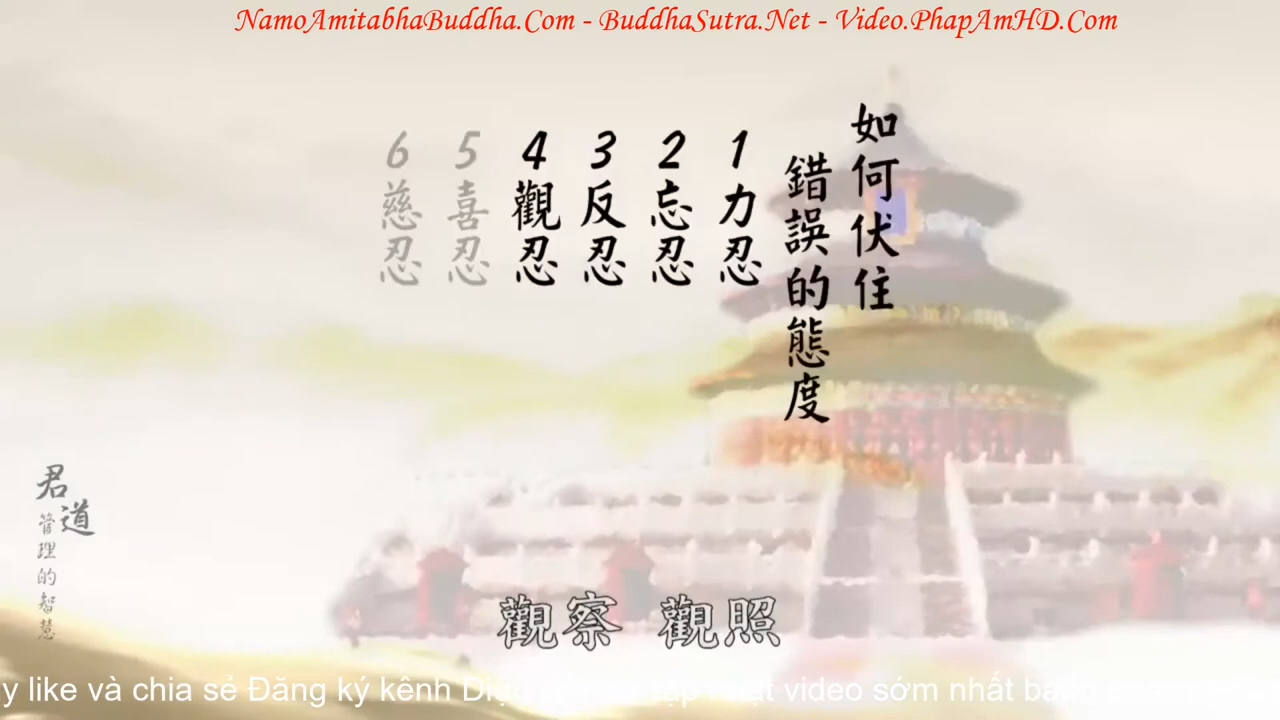 NamoAmitabhaBuddha.Com - BuddhaSutra.Net - Video.PhapAmHD.Com
如何伏住
錯誤的態度
1力忍
2忘忍
3反忍
4觀忍
5喜忍
6慈忍
君道
管理的智慧
觀察 觀照
y like và chia sẻ Đăng ký kênh video sớm nhất